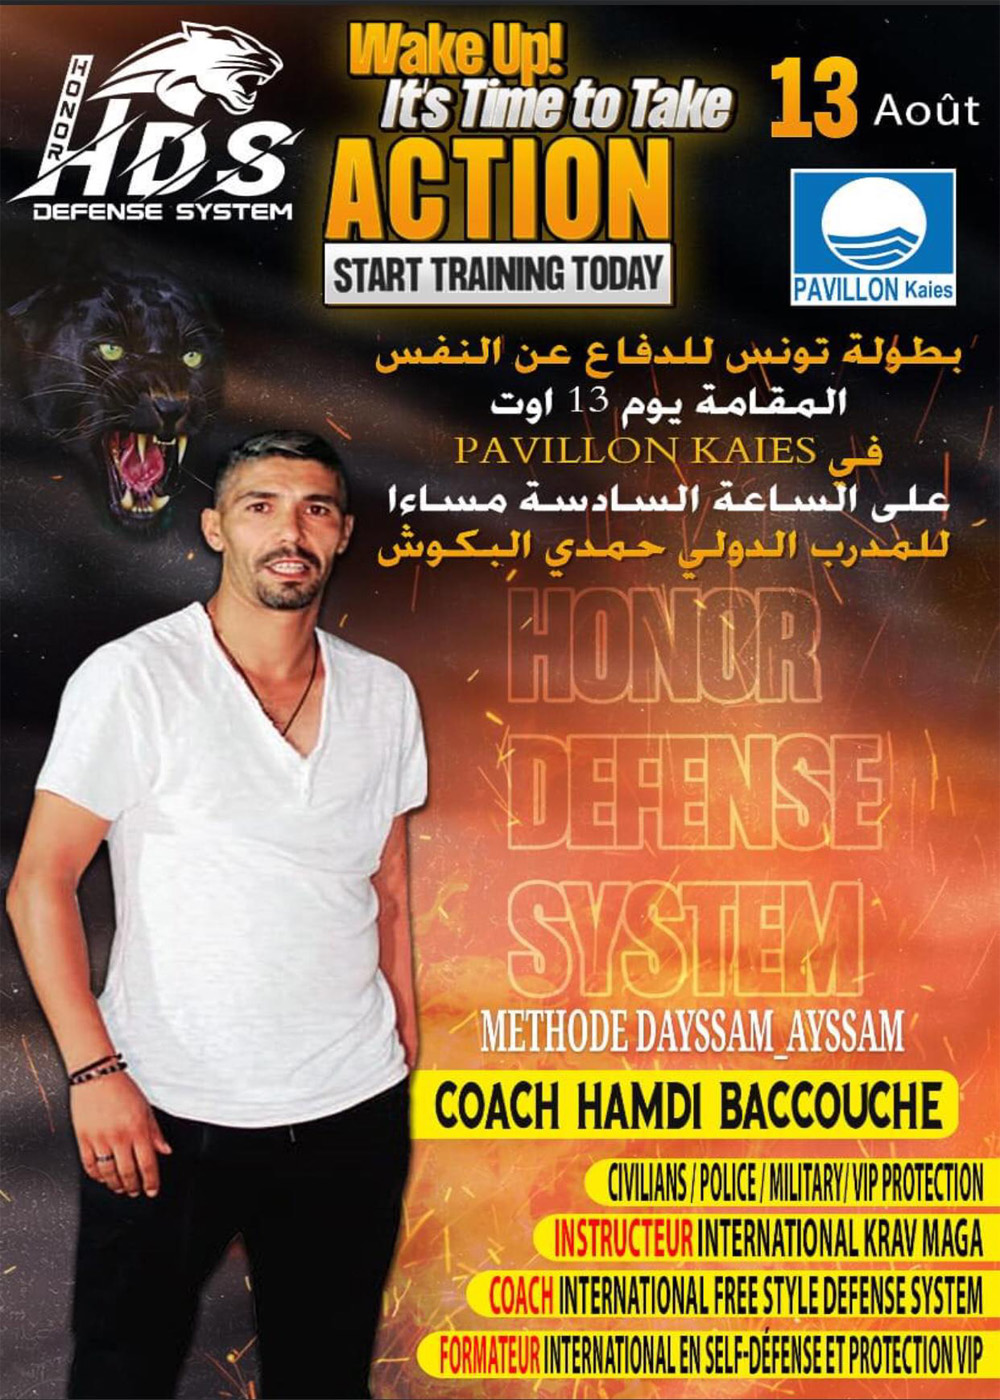 HONOR
HDS
DEFENSE SYSTEM
Wake Up!
It's Time to Take
ACTION
START TRAINING TODAY
13 Août
PAVILLON Kaies
بطولة تونس للدفاع عن النفس
المقامة يوم 13 اوت
في PAVILLON KAIES
على الساعة السادسة مساءا
للمدرب الدولي حمدي البكوش
HONOR
DEFENSE
SYSTEM
METHODE DAYSSAM_AYSSAM
COACH HAMDI BACCOUCHE
CIVILIANS / POLICE / MILITARY/ VIP PROTECTION
INSTRUCTEUR INTERNATIONAL KRAV MAGA
COACH INTERNATIONAL FREE STYLE DEFENSE SYSTEM
FORMATEUR INTERNATIONAL EN SELF-DÉFENSE ET PROTECTION VIP